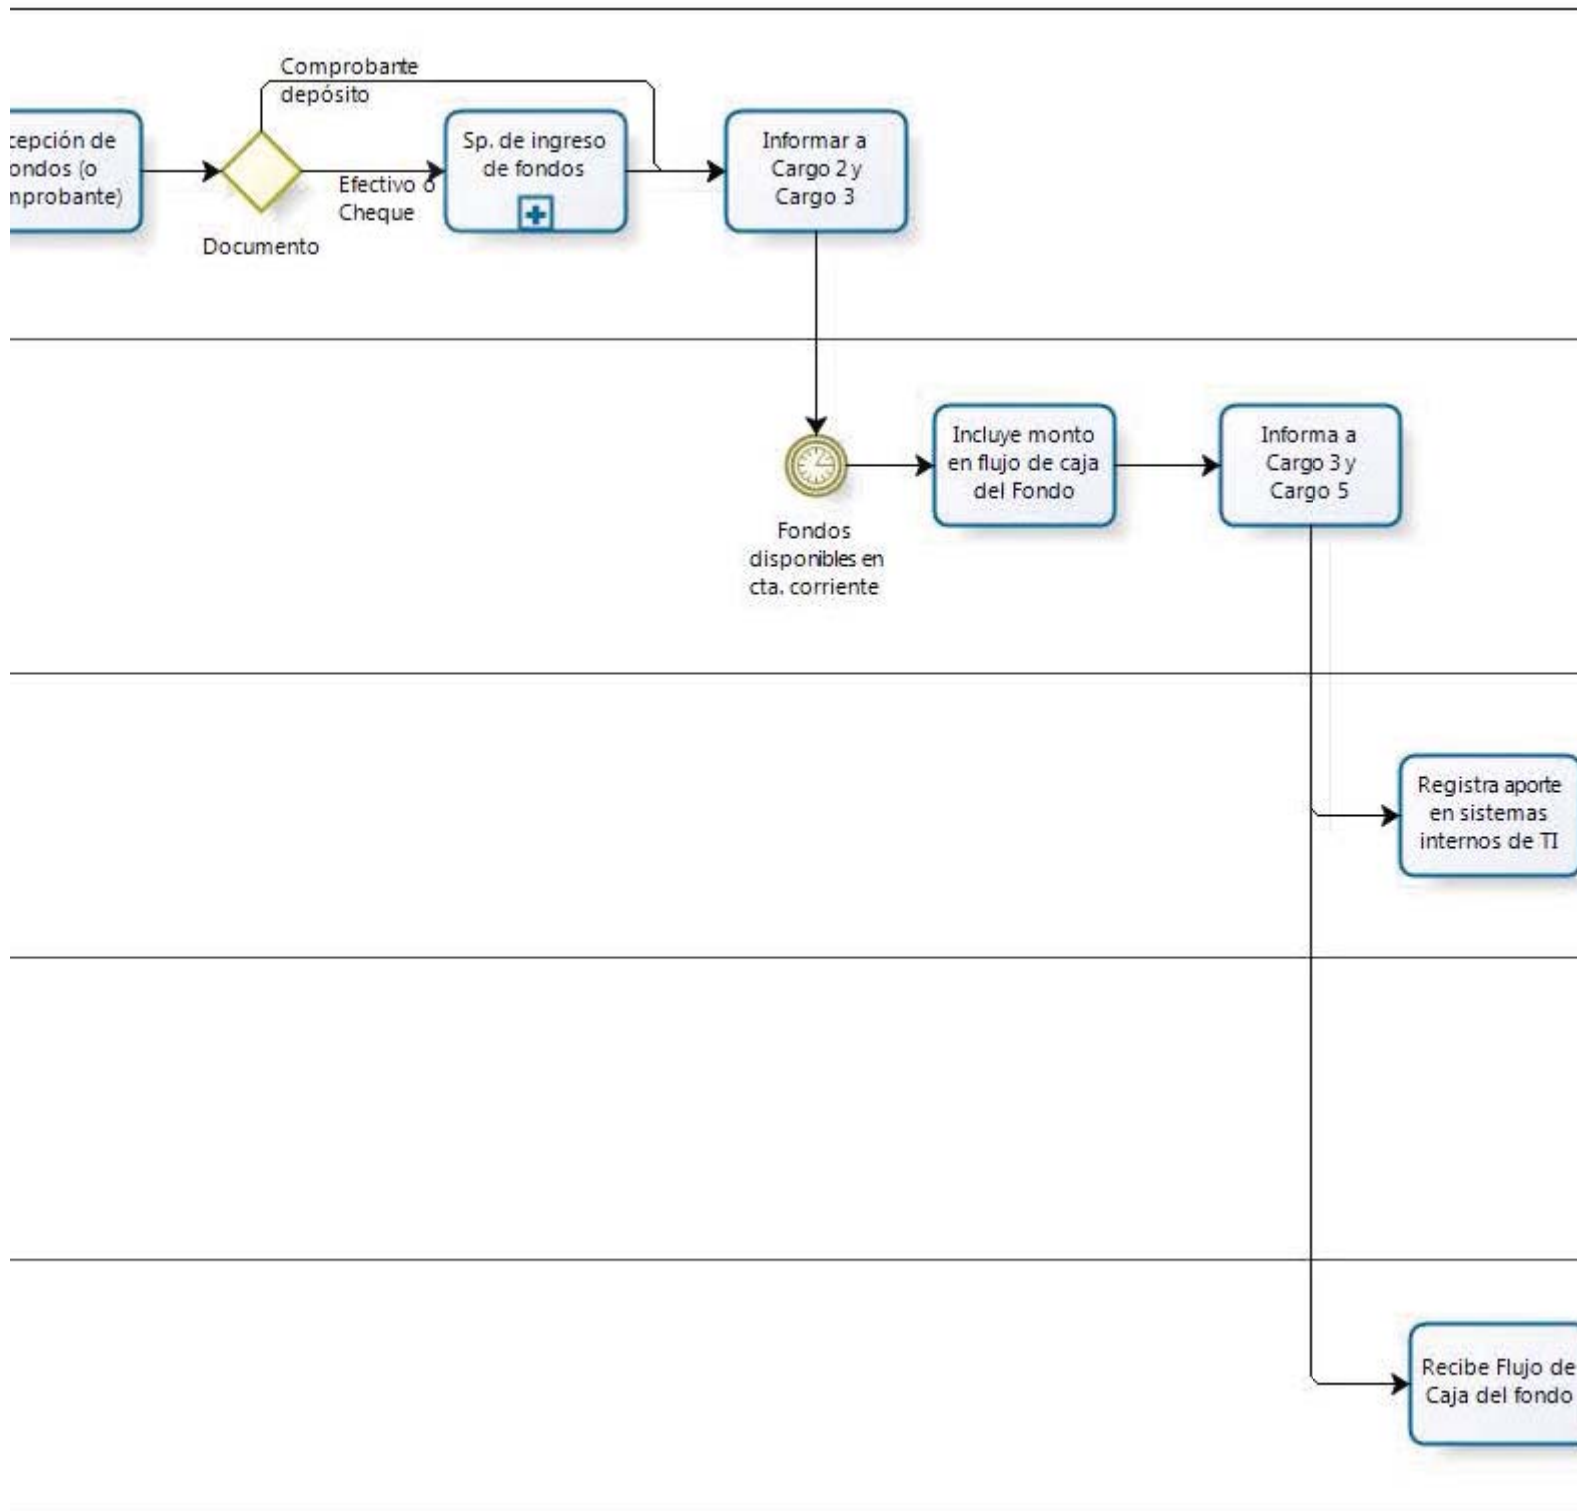 Comprobante
depósito
cepción de
ondos (o
nprobante)
Documento
Efectivo o
Cheque
Sp. de ingreso
de fondos
Informar a
Cargo 2 y
Cargo 3
Fondos
disponibles en
cta. corriente
Incluye monto
en flujo de caja
del Fondo
Informa a
Cargo 3 y
Cargo 5
Registra aporte
en sistemas
internos de TI
Recibe Flujo de
Caja del fondo